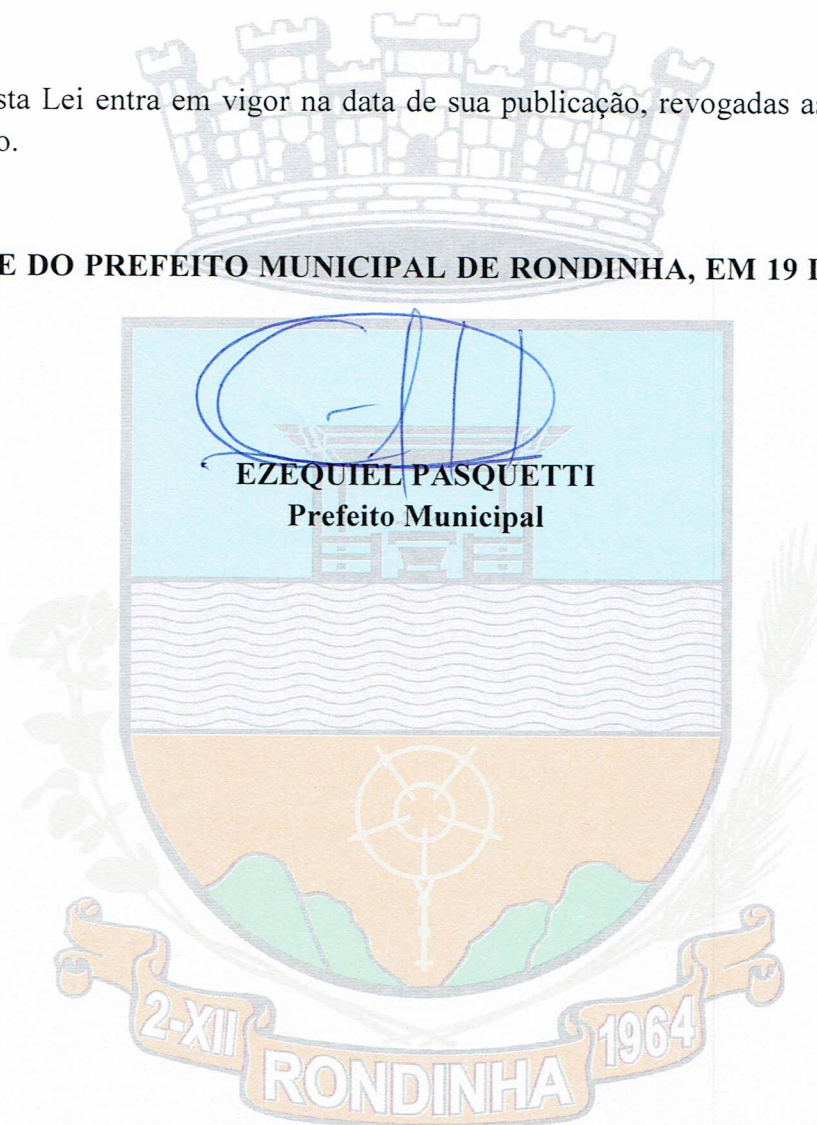 sta Lei entra em vigor na data de sua publicação, revogadas as
o.
E DO PREFEITO MUNICIPAL DE RONDINHA, EM 19 D
EZEQUIEL PASQUETTI
Prefeito Municipal
2-XII
RONDINHA
1964